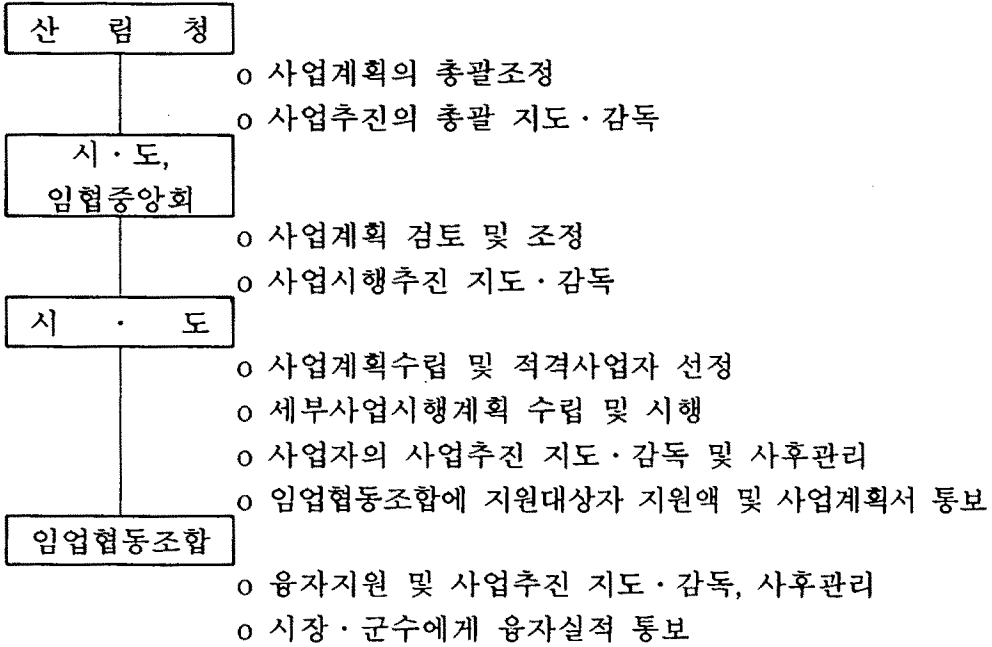 산 림 청
o 사업계획의 총괄조정
o 사업추진의 총괄 지도·감독
시·도,
임협중앙회
o 사업계획 검토 및 조정
o 사업시행추진 지도·감독
시 · 도
o 사업계획수립 및 적격사업자 선정
o 세부사업시행계획 수립 및 시행
o 사업자의 사업추진 지도·감독 및 사후관리
o 임업협동조합에 지원대상자 지원액 및 사업계획서 통보
임업협동조합
o 융자지원 및 사업추진 지도·감독, 사후관리
o 시장·군수에게 융자실적 통보